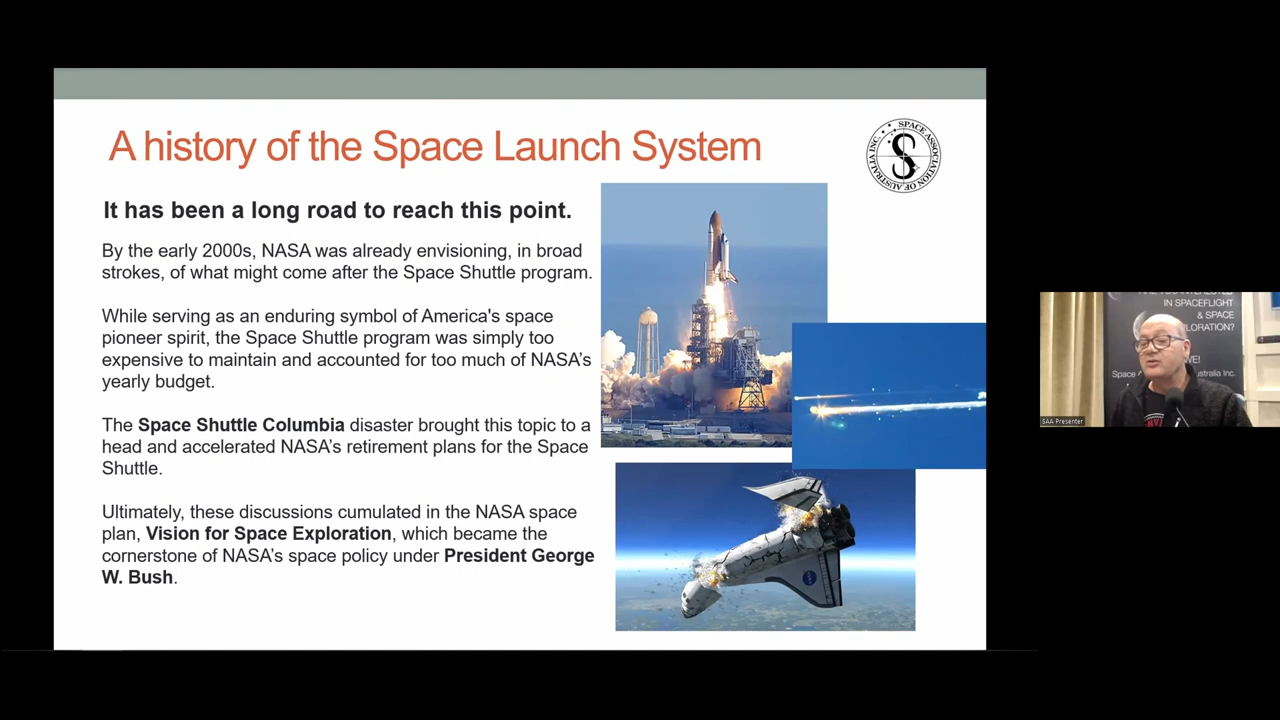 A history of the Space Launch System
SPACE ASSOCIATION OF AUSTRALIA INC.
It has been a long road to reach this point.
By the early 2000s, NASA was already envisioning, in broad
strokes, of what might come after the Space Shuttle program.
While serving as an enduring symbol of America's space
pioneer spirit, the Space Shuttle program was simply too
expensive to maintain and accounted for too much of NASA’s
yearly budget.
The Space Shuttle Columbia disaster brought this topic to a
head and accelerated NASA’s retirement plans for the Space
Shuttle.
Ultimately, these discussions cumulated in the NASA space
plan, Vision for Space Exploration, which became the
cornerstone of NASA’s space policy under President George
W. Bush.
NASA
IN SPACEFLIGHT
& SPACE
Space
SAA Presenter